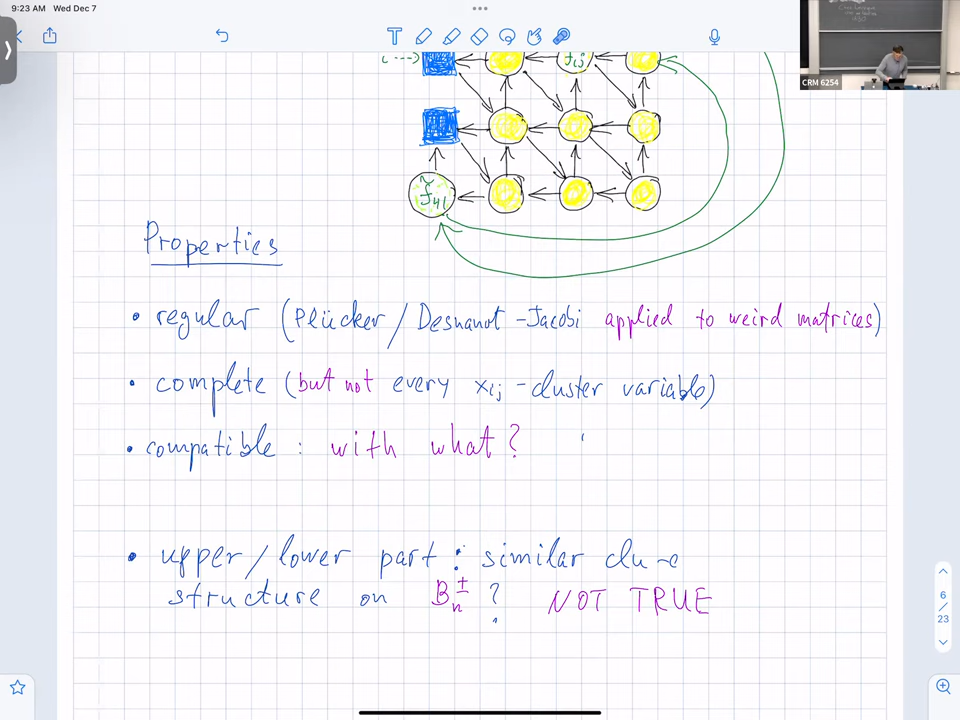 9:23 AM Wed Dec 7
CRM 6254
f̃41
Properties
• regular (Plücker / Desnanot-Jacobi applied to weird matrices)
• complete (but not every xij-cluster variable)
• compatible : with what?
• upper/lower part : similar
structure on B±n ? NOT TRUE
6
/
23